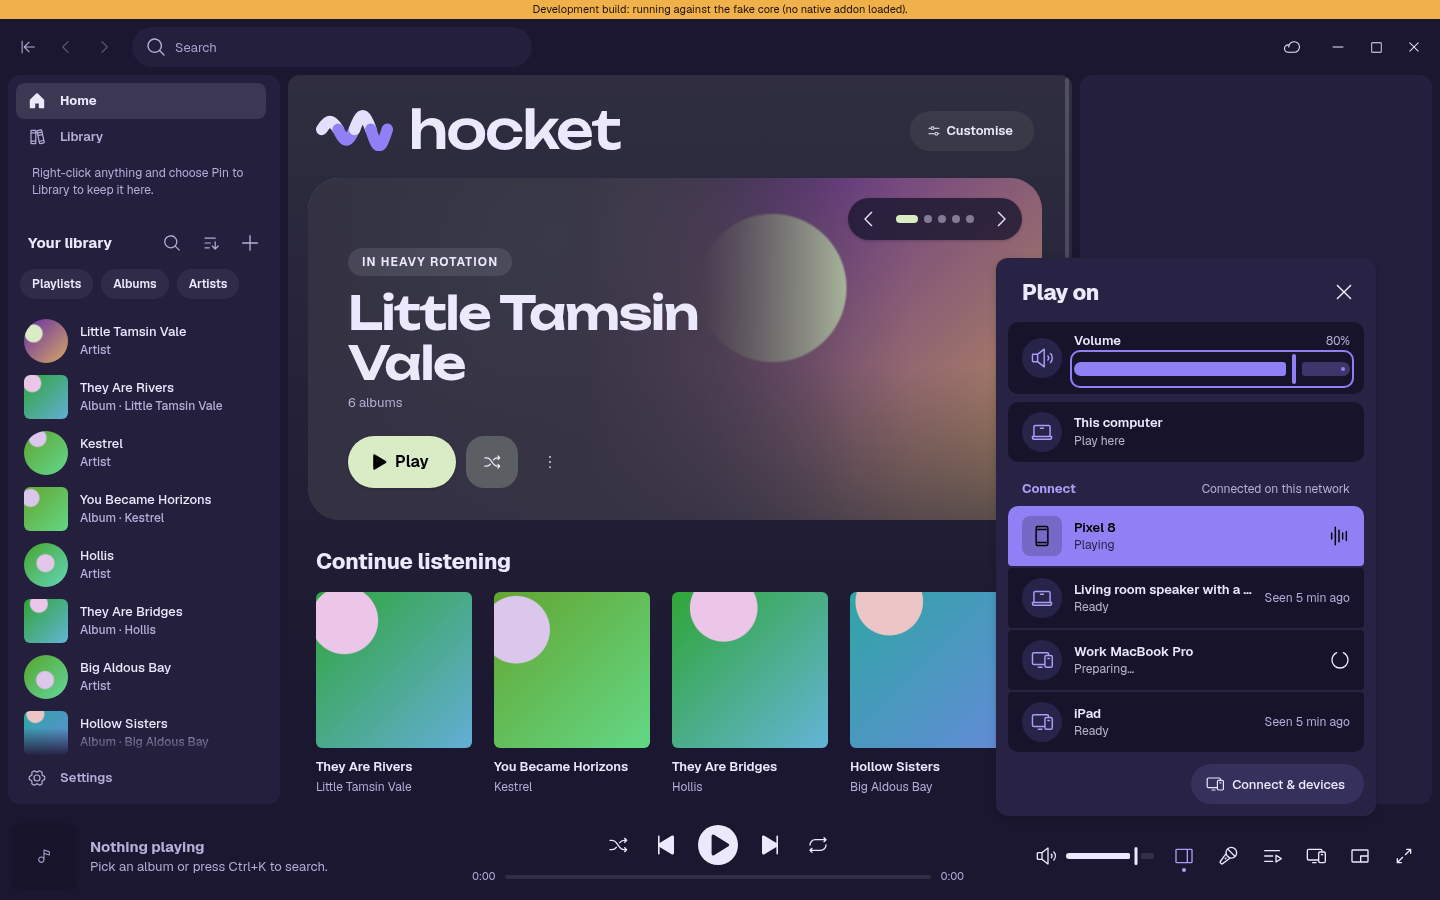 Development build: running against the fake core (no native addon loaded).
Search
Home
Library
Right-click anything and choose Pin to
Library to keep it here.
Your library
Playlists
Albums
Artists
Little Tamsin Vale
Artist
They Are Rivers
Album · Little Tamsin Vale
Kestrel
Artist
You Became Horizons
Album · Kestrel
Hollis
Artist
They Are Bridges
Album · Hollis
Big Aldous Bay
Artist
Hollow Sisters
Album · Big Aldous Bay
Settings
hocket
Customise
IN HEAVY ROTATION
Little Tamsin
Vale
6 albums
Play
Continue listening
They Are Rivers
Little Tamsin Vale
You Became Horizons
Kestrel
They Are Bridges
Hollis
Hollow Sisters
Big Aldous Bay
Play on
Volume
80%
This computer
Play here
Connect
Connected on this network
Pixel 8
Playing
Living room speaker with a ...
Ready
Seen 5 min ago
Work MacBook Pro
Preparing...
iPad
Ready
Seen 5 min ago
Connect & devices
Nothing playing
Pick an album or press Ctrl+K to search.
0:00
0:00